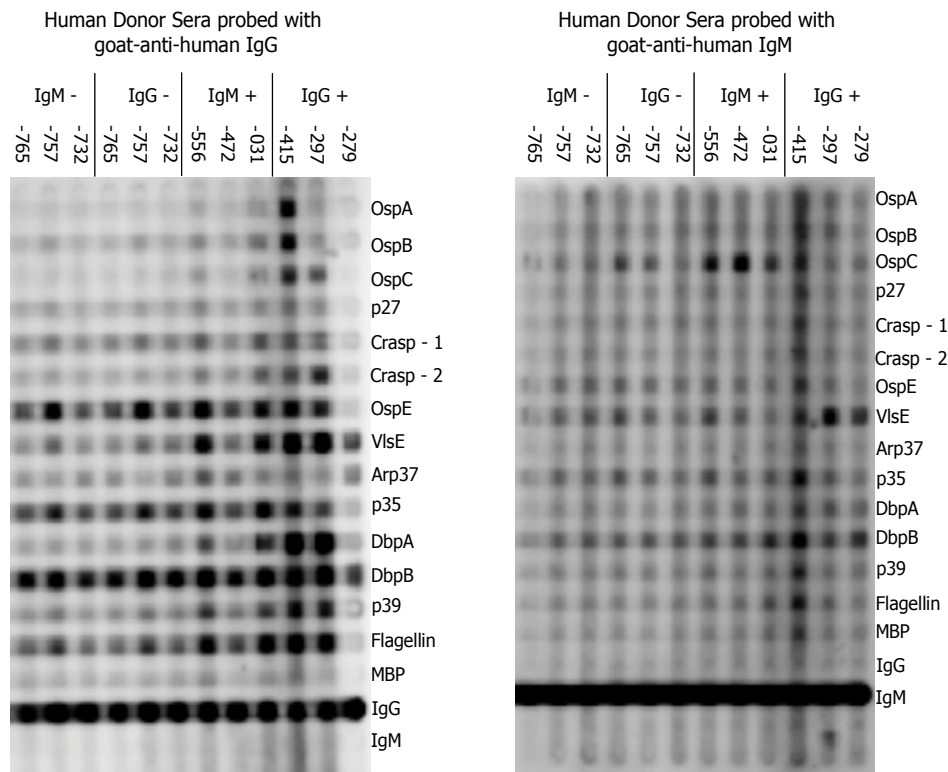 Human Donor Sera probed with
goat-anti-human IgG
IgM - IgG - IgM + IgG +
-765 -757 -732 -765 -757 -732 -556 -472 -031 -415 -297 -279
OspA
OspB
OspC
p27
Crasp - 1
Crasp - 2
OspE
VlsE
Arp37
p35
DbpA
DbpB
p39
Flagellin
MBP
IgG
IgM
Human Donor Sera probed with
goat-anti-human IgM
IgM - IgG - IgM + IgG +
-765 -757 -732 -765 -757 -732 -556 -472 -031 -415 -297 -279
OspA
OspB
OspC
p27
Crasp - 1
Crasp - 2
OspE
VlsE
Arp37
p35
DbpA
DbpB
p39
Flagellin
MBP
IgG
IgM